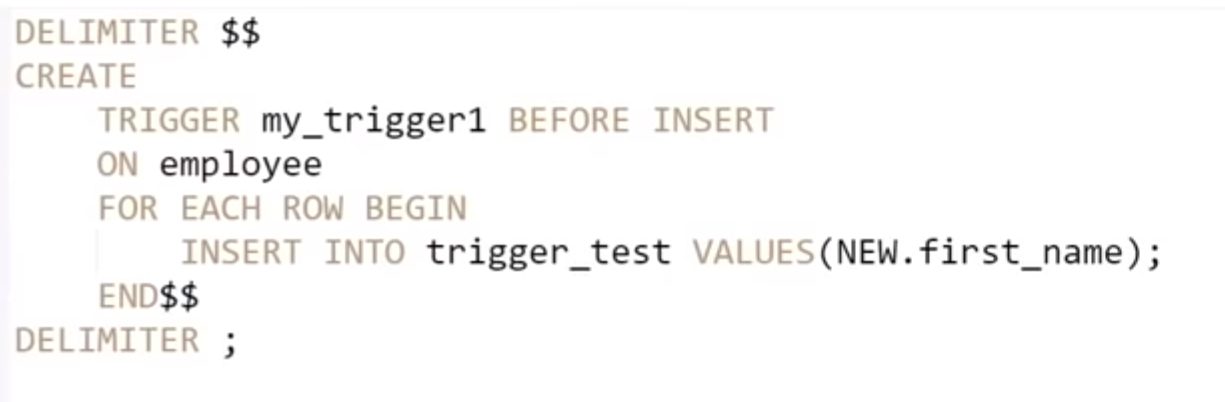 DELIMITER $$
CREATE
    TRIGGER my_trigger1 BEFORE INSERT
    ON employee
    FOR EACH ROW BEGIN
        INSERT INTO trigger_test VALUES(NEW.first_name);
    END$$
DELIMITER ;